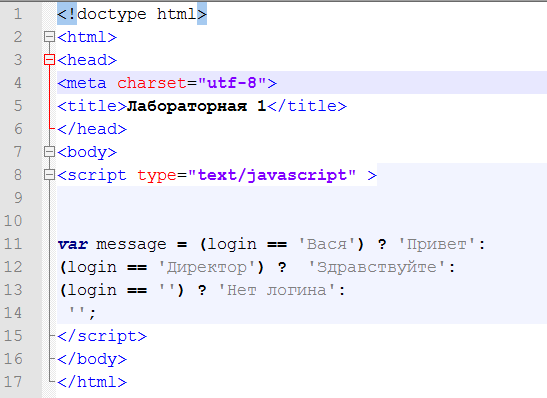 1 <!doctype html>
2 <html>
3 <head>
4 <meta charset="utf-8">
5 <title>Лабораторная 1</title>
6 </head>
7 <body>
8 <script type="text/javascript" >
9
10
11 var message = (login == 'Вася') ? 'Привет':
12 (login == 'Директор') ?  'Здравствуйте':
13 (login == '') ? 'Нет логина':
14  '';
15 </script>
16 </body>
17 </html>